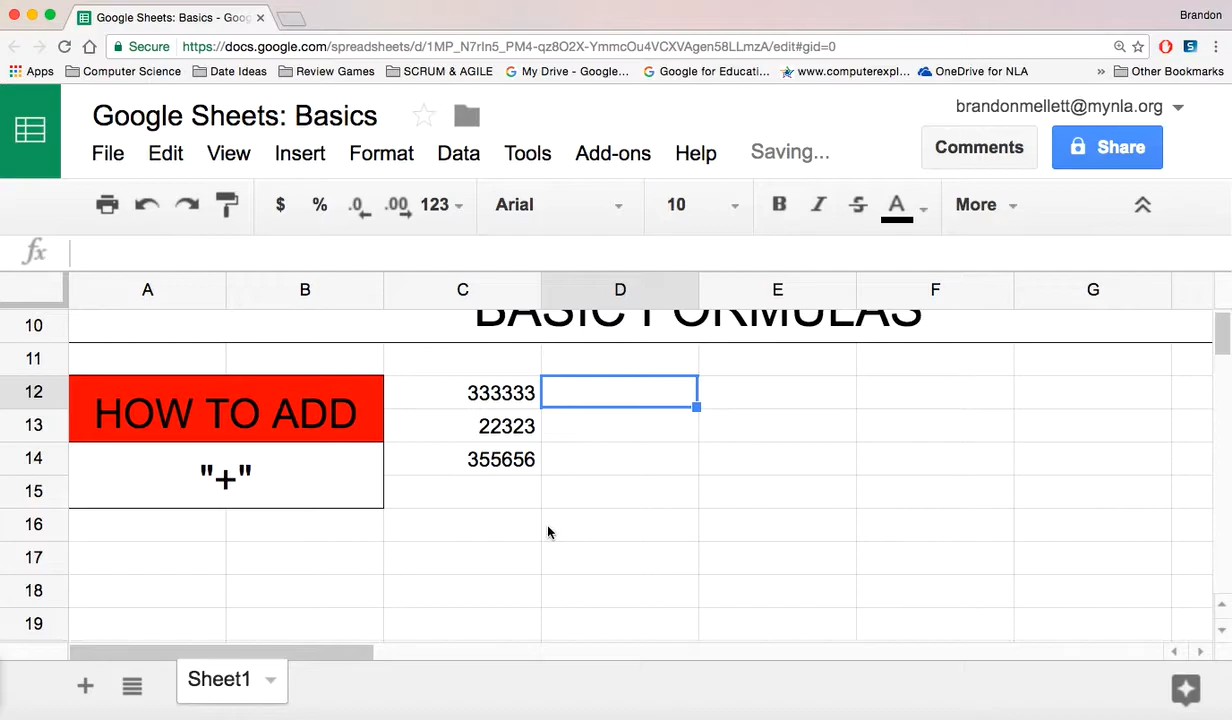 Google Sheets: Basics - Goog
Brandon
Secure
https://docs.google.com/spreadsheets/d/1MP_N7rIn5_PM4-qz8O2X-YmmcOu4VCXVAgen58LLmzA/edit#gid=0
Apps Computer Science Date Ideas Review Games SCRUM & AGILE My Drive - Google... Google for Educati... www.computerexpl... OneDrive for NLA » Other Bookmarks
Google Sheets: Basics
brandonmellett@mynla.org
File Edit View Insert Format Data Tools Add-ons Help Saving...
Comments Share
$ % .0 .00 123 Arial 10 B I S A More
fx
A B C D E F G
10 BASIC FORMULAS
11
12 333333
HOW TO ADD
13 22323
14 355656
"+"
15
16
17
18
19
Sheet1